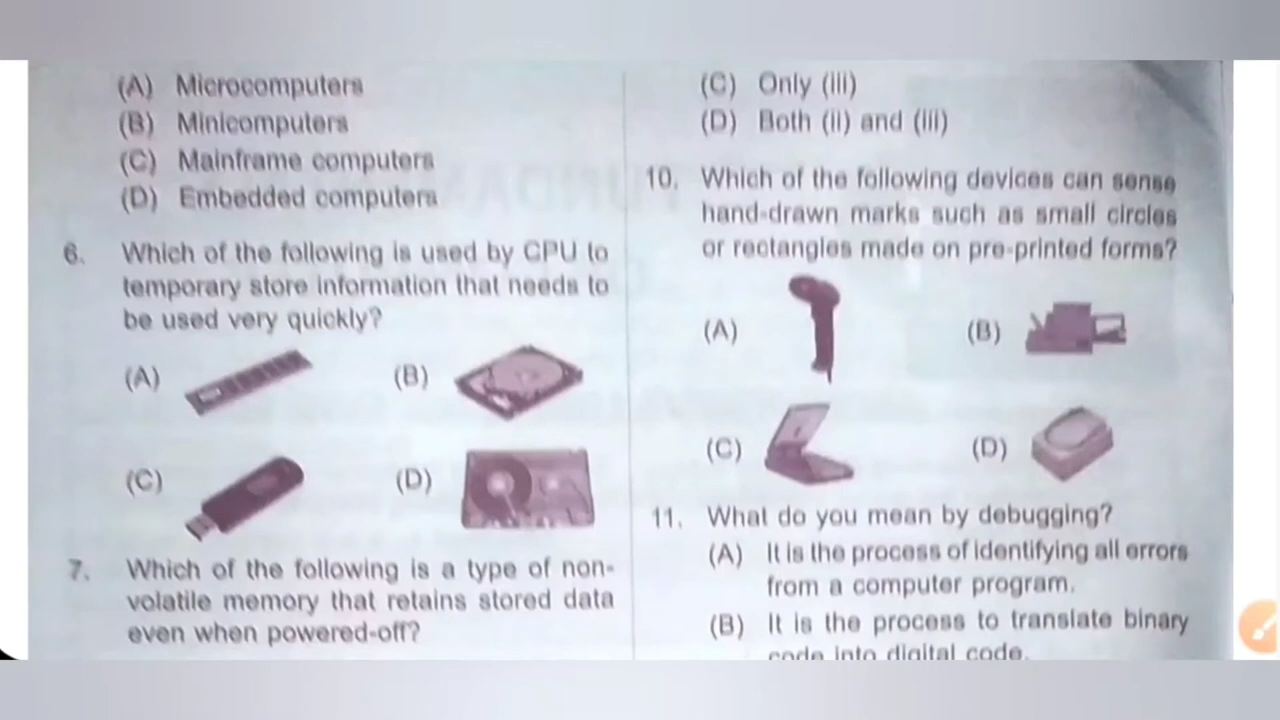 (A) Microcomputers
(B) Minicomputers
(C) Mainframe computers
(D) Embedded computers
6. Which of the following is used by CPU to
temporary store information that needs to
be used very quickly?
(A)
(B)
(C)
(D)
7. Which of the following is a type of non-
volatile memory that retains stored data
even when powered-off?
(C) Only (iii)
(D) Both (ii) and (iii)
10. Which of the following devices can sense
hand-drawn marks such as small circles
or rectangles made on pre-printed forms?
(A)
(B)
(C)
(D)
11. What do you mean by debugging?
(A) It is the process of identifying all errors
from a computer program.
(B) It is the process to translate binary
code into digital code.